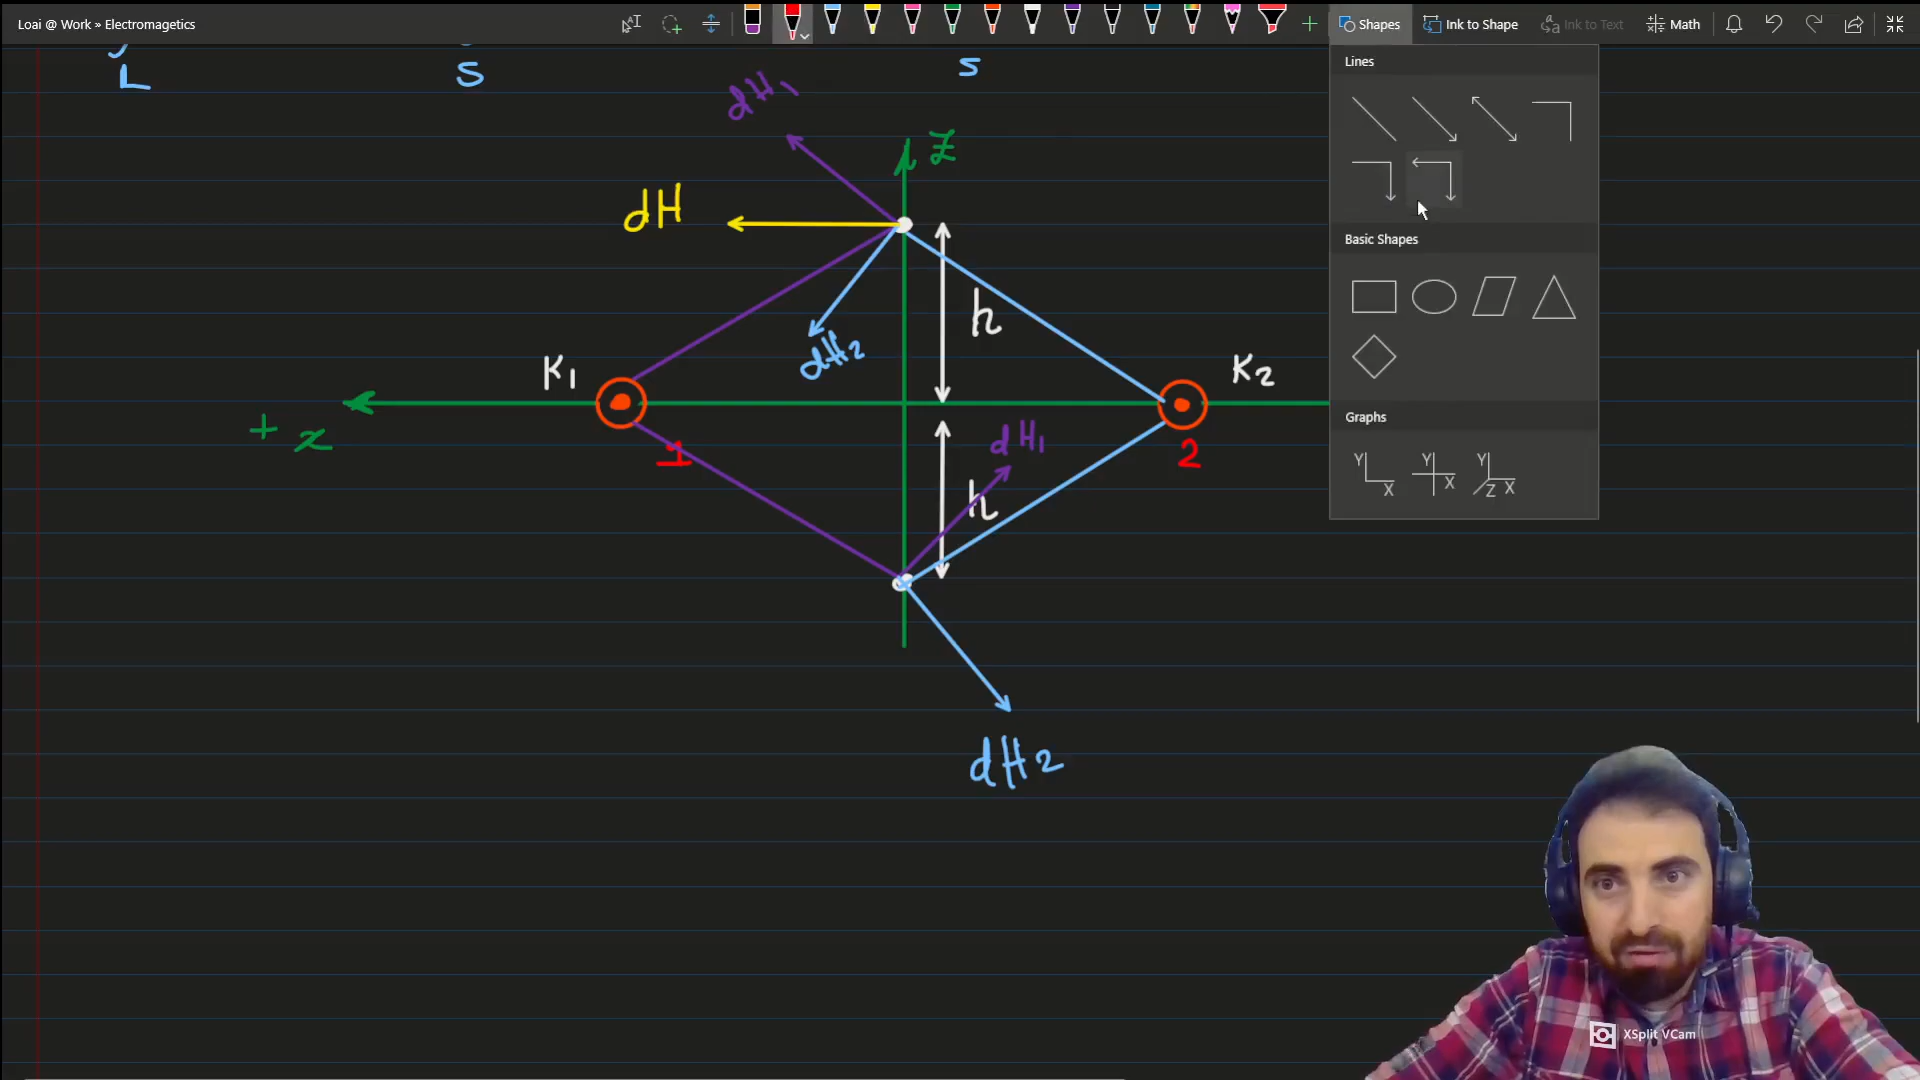 Loai @ Work » Electromagetics
Shapes
Ink to Shape
Ink to Text
Math
Lines
Basic Shapes
Graphs
Y
X
Y
X
Y
Z X
L
S
s
dH₁
Z
dH
h
dH₂
K₁
K₂
+ x
1
2
dH₁
h
dH2
XSplit VCam